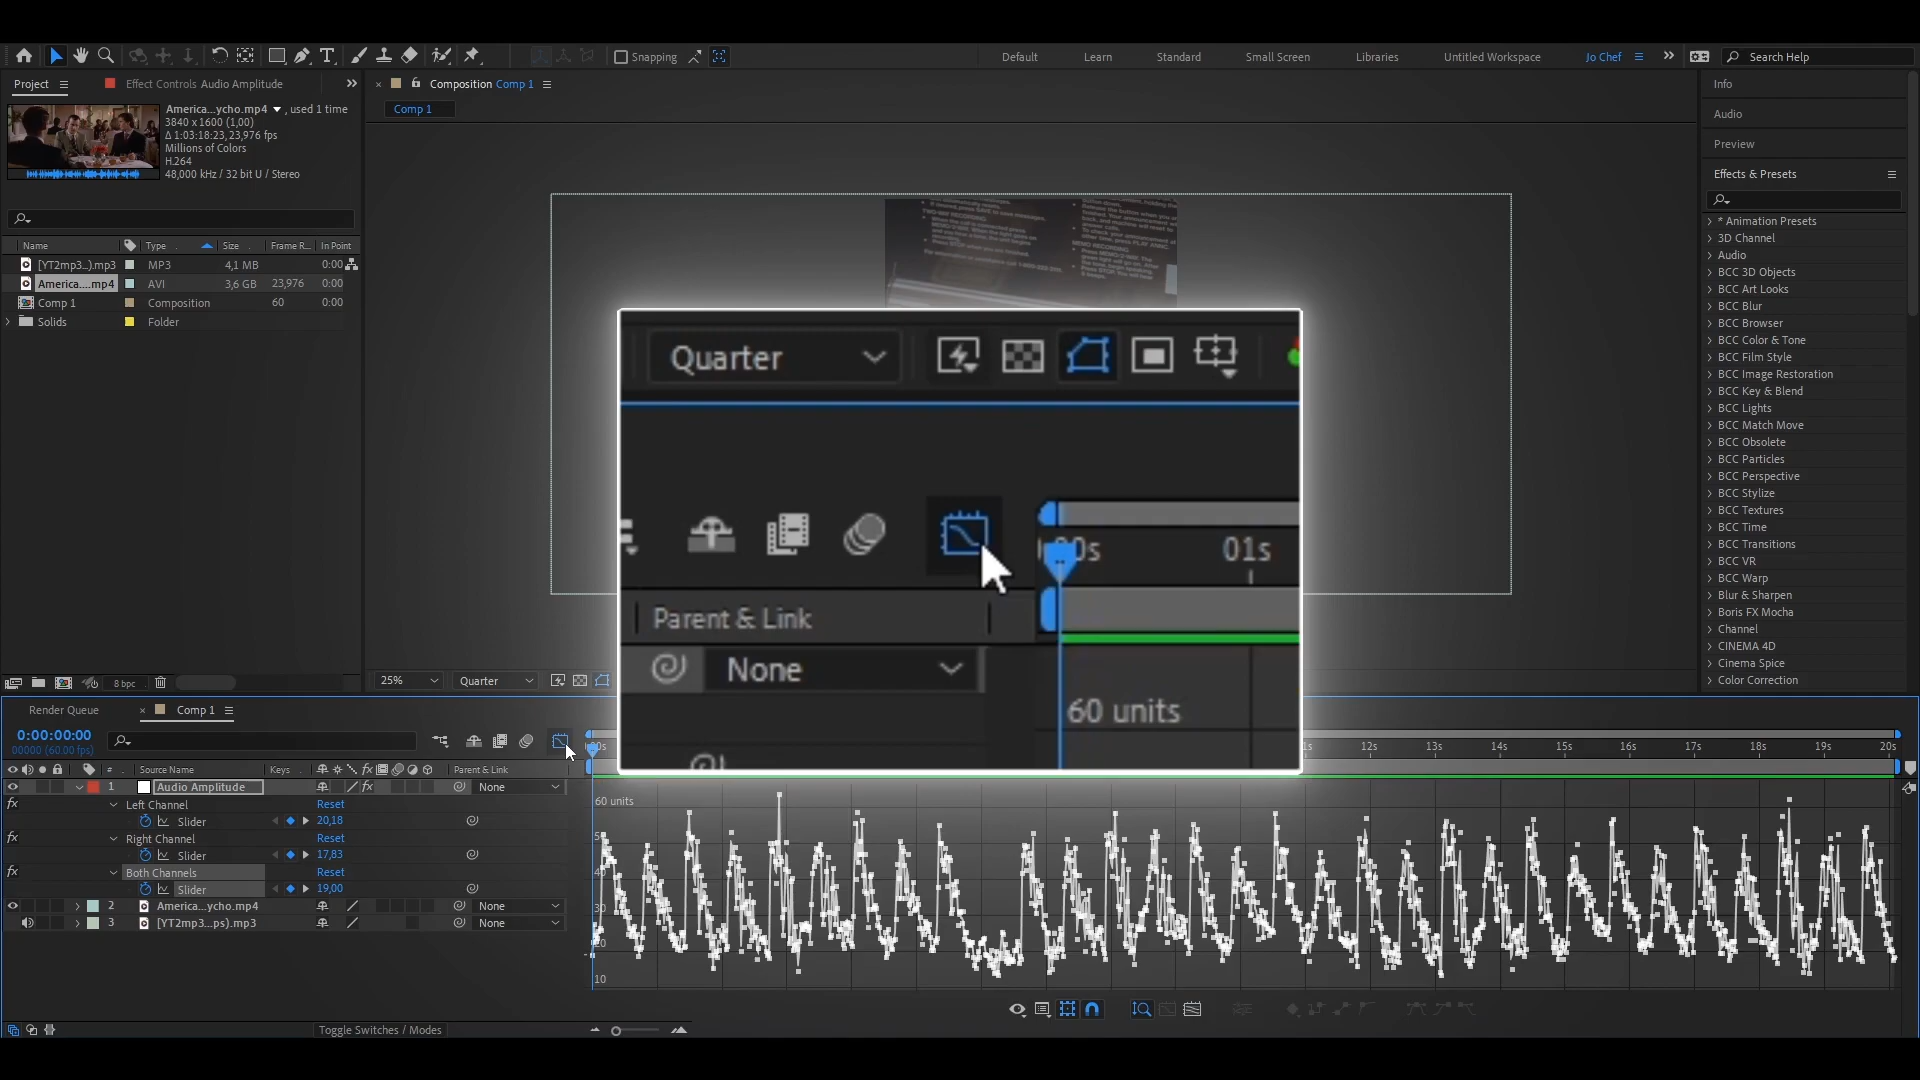 Snapping
Default
Learn
Standard
Small Screen
Libraries
Untitled Workspace
Jo Chef
Search Help
Project
Effect Controls Audio Amplitude
Composition Comp 1
Comp 1
America...ycho.mp4 , used 1 time
3840 x 1600 (1,00)
Δ 1:03:18:23, 23,976 fps
Millions of Colors
H.264
48,000 kHz / 32 bit U / Stereo
Name
Type
Size
Frame R...
In Point
[YT2mp3...).mp3 MP3 4,1 MB 0:00
America....mp4 AVI 3,6 GB 23,976 0:00
Comp 1 Composition 60 0:00
Solids Folder
8 bpc
TWO-WAY RECORDING
MEMO RECORDING
25%
Quarter
Quarter
:00s
01s
Parent & Link
None
60 units
Info
Audio
Preview
Effects & Presets
* Animation Presets
3D Channel
Audio
BCC 3D Objects
BCC Art Looks
BCC Blur
BCC Browser
BCC Color & Tone
BCC Film Style
BCC Image Restoration
BCC Key & Blend
BCC Lights
BCC Match Move
BCC Obsolete
BCC Particles
BCC Perspective
BCC Stylize
BCC Textures
BCC Time
BCC Transitions
BCC VR
BCC Warp
Blur & Sharpen
Boris FX Mocha
Channel
CINEMA 4D
Cinema Spice
Color Correction
Render Queue
Comp 1
0:00:00:00
00000 (60.00 fps)
# Source Name Keys Parent & Link
1 Audio Amplitude None
Left Channel Reset
Slider 20,18
Right Channel Reset
Slider 17,83
Both Channels Reset
Slider 19,00
2 America...ycho.mp4 None
3 [YT2mp3...ps).mp3 None
Toggle Switches / Modes
1s 12s 13s 14s 15s 16s 17s 18s 19s 20s
60 units
30
20
10